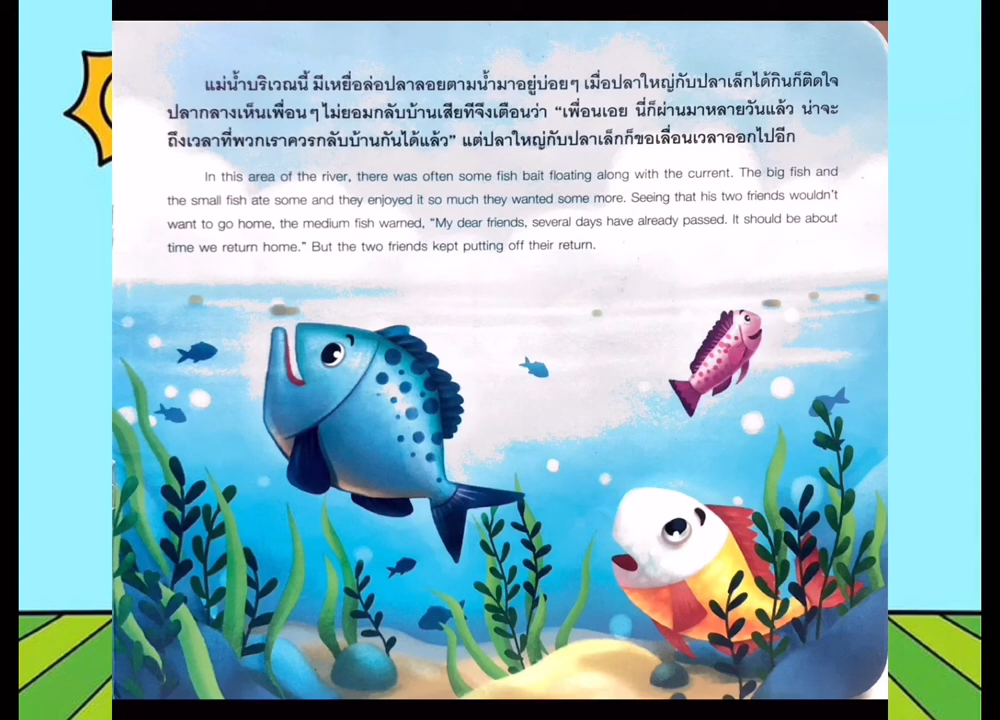 แม่น้ำบริเวณนี้ มีเหยื่อล่อปลาลอยตามน้ำมาอยู่บ่อยๆ เมื่อปลาใหญ่กับปลาเล็กได้กินก็ติดใจ
ปลากลางเห็นเพื่อนๆ ไม่ยอมกลับบ้านเสียทีจึงเตือนว่า “เพื่อนเอย นี่ก็ผ่านมาหลายวันแล้ว น่าจะ
ถึงเวลาที่พวกเราควรกลับบ้านกันได้แล้ว” แต่ปลาใหญ่กับปลาเล็กก็ขอเลื่อนเวลาออกไปอีก
In this area of the river, there was often some fish bait floating along with the current. The big fish and
the small fish ate some and they enjoyed it so much they wanted some more. Seeing that his two friends wouldn’t
want to go home, the medium fish warned, “My dear friends, several days have already passed. It should be about
time we return home.” But the two friends kept putting off their return.